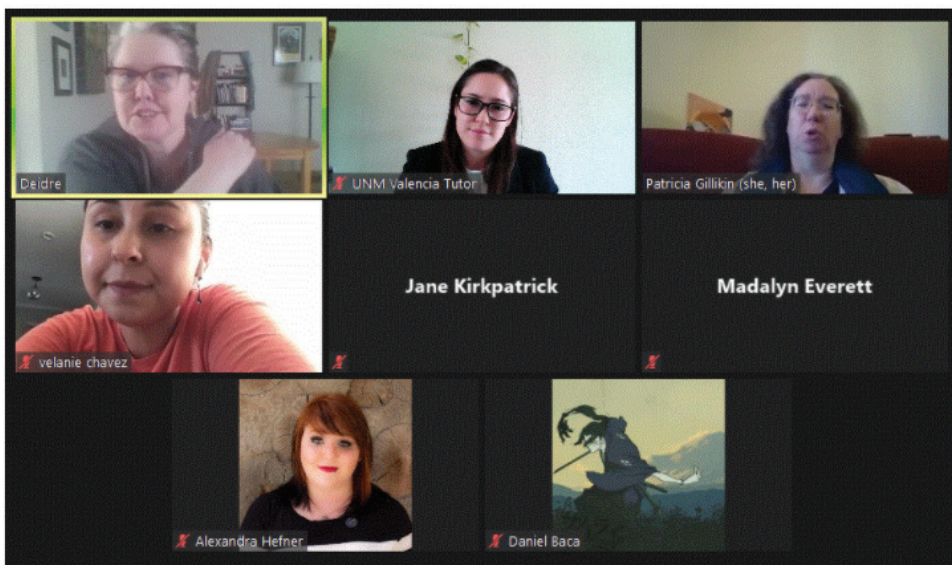 Deidre
UNM Valencia Tutor
Patricia Gillikin (she, her)
velanie chavez
Jane Kirkpatrick
Madalyn Everett
Alexandra Hefner
Daniel Baca